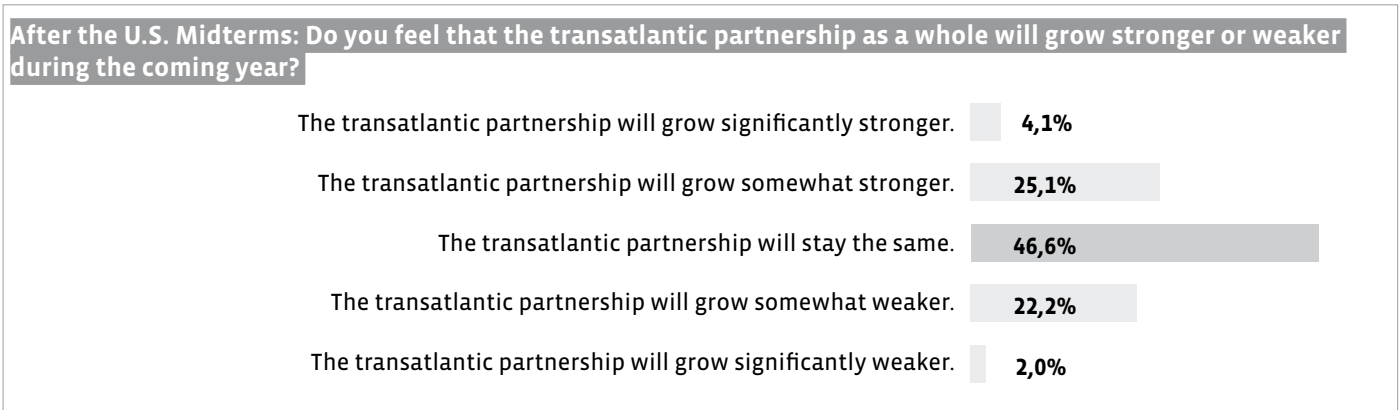 After the U.S. Midterms: Do you feel that the transatlantic partnership as a whole will grow stronger or weaker
during the coming year?
The transatlantic partnership will grow significantly stronger. 4,1%
The transatlantic partnership will grow somewhat stronger. 25,1%
The transatlantic partnership will stay the same. 46,6%
The transatlantic partnership will grow somewhat weaker. 22,2%
The transatlantic partnership will grow significantly weaker. 2,0%